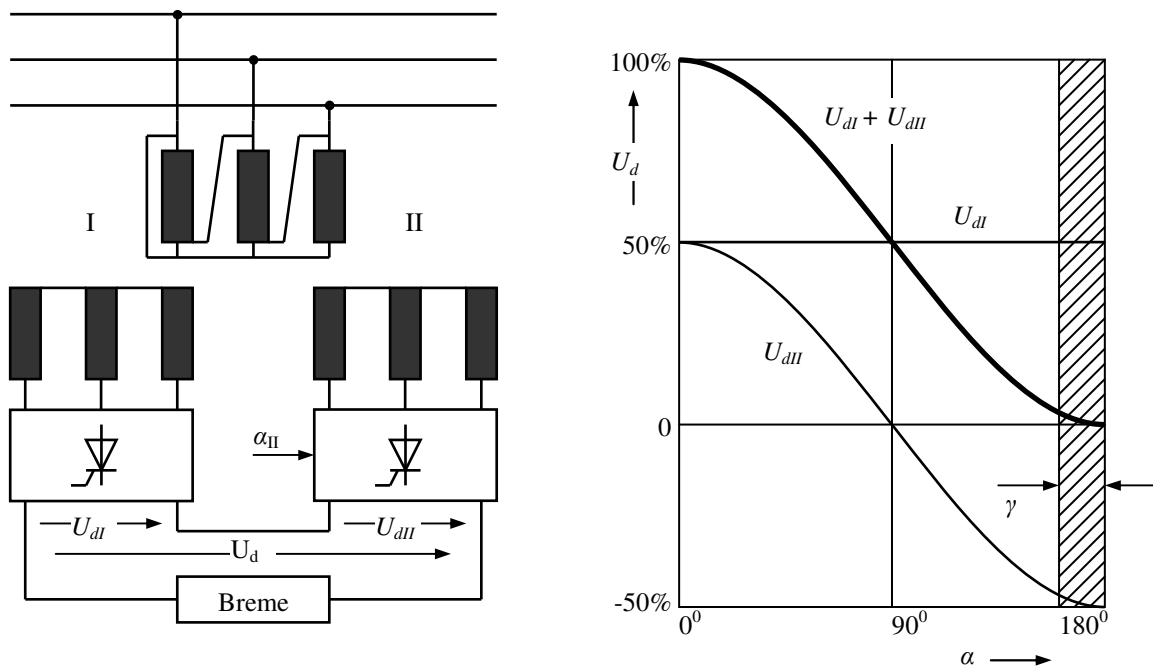 I
II
α_II
U_dI
U_dII
U_d
Breme
100%
U_d
50%
0
-50%
U_dI + U_dII
U_dI
U_dII
γ
0⁰
90⁰
180⁰
α